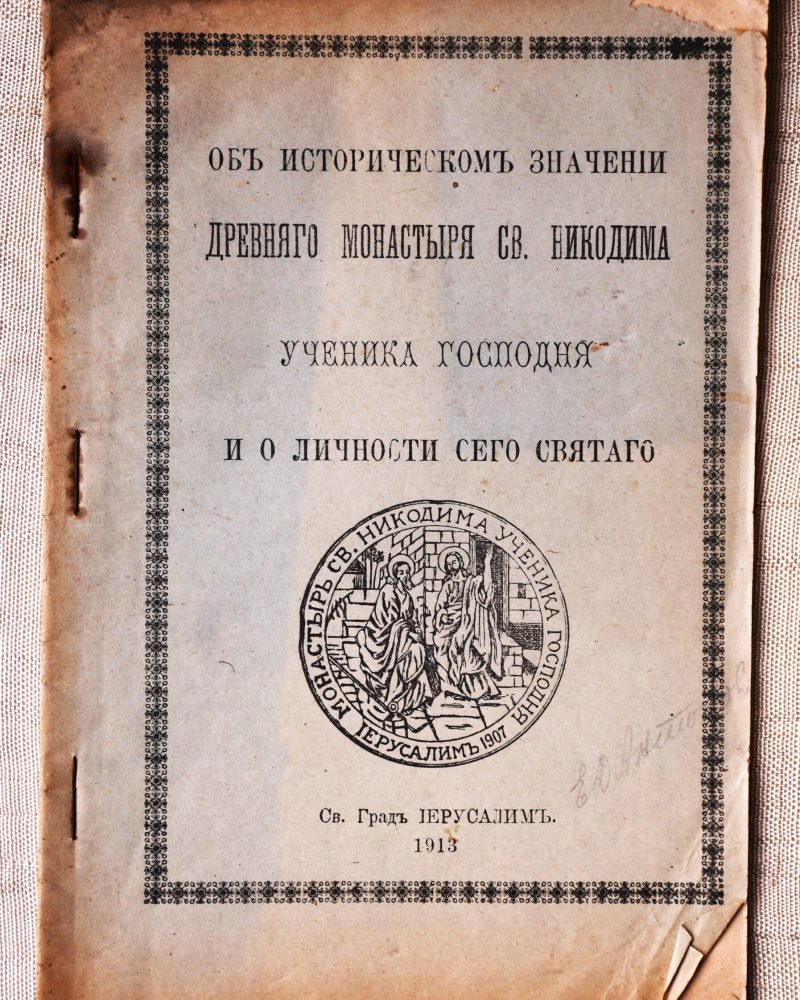 ОБЪ ИСТОРИЧЕСКОМЪ ЗНАЧЕНІИ
ДРЕВНЯГО МОНАСТЫРЯ СВ. НИКОДИМА
УЧЕНИКА ГОСПОДНЯ
И О ЛИЧНОСТИ СЕГО СВЯТАГО
МОНАСТЫРЬ СВ. НИКОДИМА УЧЕНИКА ГОСПОДНЯ
ІЕРУСАЛИМЪ 1907
Св. Градъ ІЕРУСАЛИМЪ.
1913